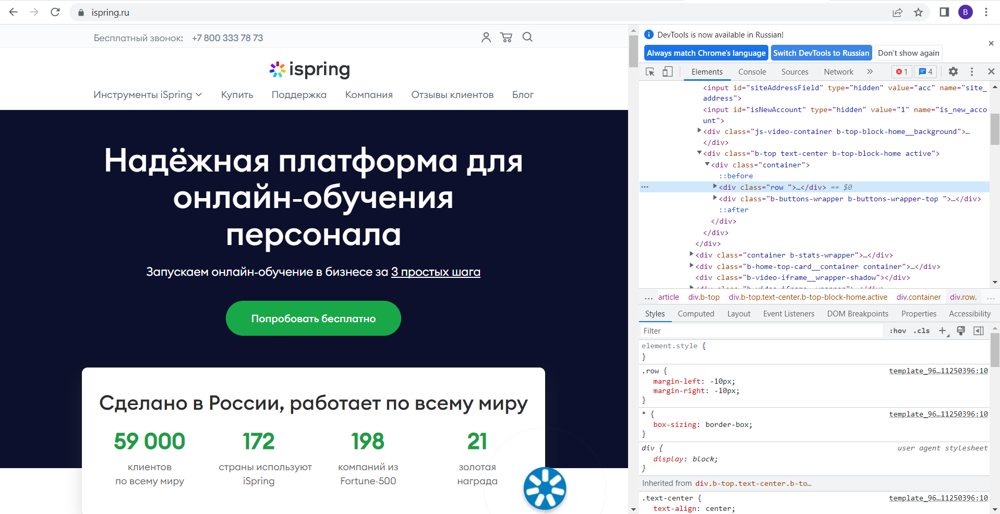 ispring.ru
B
Бесплатный звонок: +7 800 333 78 73
ispring
Инструменты iSpring Купить Поддержка Компания Отзывы клиентов Блог
Надёжная платформа для
онлайн-обучения
персонала
Запускаем онлайн-обучение в бизнесе за 3 простых шага
Попробовать бесплатно
Сделано в России, работает по всему миру
59 000
клиентов
по всему миру
172
страны используют
iSpring
198
компаний из
Fortune-500
21
золотая
награда
DevTools is now available in Russian!
Always match Chrome's language Switch DevTools to Russian Don't show again
Elements Console Sources Network » 1 4
<input id="siteAddressField" type="hidden" value="acc" name="site_
address">
<input id="isNewAccount" type="hidden" value="1" name="is_new_acco
unt">
<div class="js-video-container b-top-block-home__background">…
</div>
<div class="b-top text-center b-top-block-home active">
<div class="container">
::before
<div class="row ">…</div> == $0
<div class="b-buttons-wrapper b-buttons-wrapper-top ">…</div>
::after
</div>
</div>
</div>
<div class="container b-stats-wrapper">…</div>
<div class="b-home-top-card__container container">…</div>
<div class="b-video-iframe__wrapper-shadow"></div>
<div class="b-video-iframe__wrapper">…</div>
... article div.b-top div.b-top.text-center.b-top-block-home.active div.container div.row. ...
Styles Computed Layout Event Listeners DOM Breakpoints Properties Accessibility
Filter :hov .cls +
element.style {
}
.row { template_96…11250396:10
margin-left: -10px;
margin-right: -10px;
}
* { template_96…11250396:10
box-sizing: border-box;
}
div { user agent stylesheet
display: block;
}
Inherited from div.b-top.text-center.b-to…
.text-center { template_96…11250396:10
text-align: center;